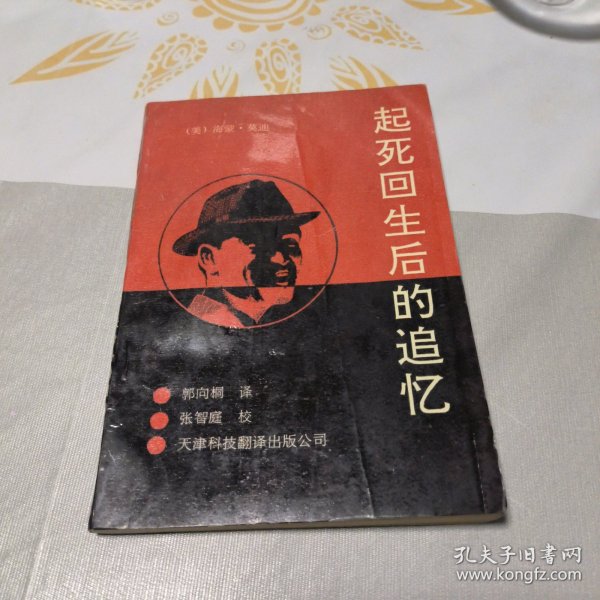 (美)海蒙·莫迪
起死回生后的追忆
郭向桐 译
张智庭 校
天津科技翻译出版公司
孔夫子旧书网
www.kongfz.com